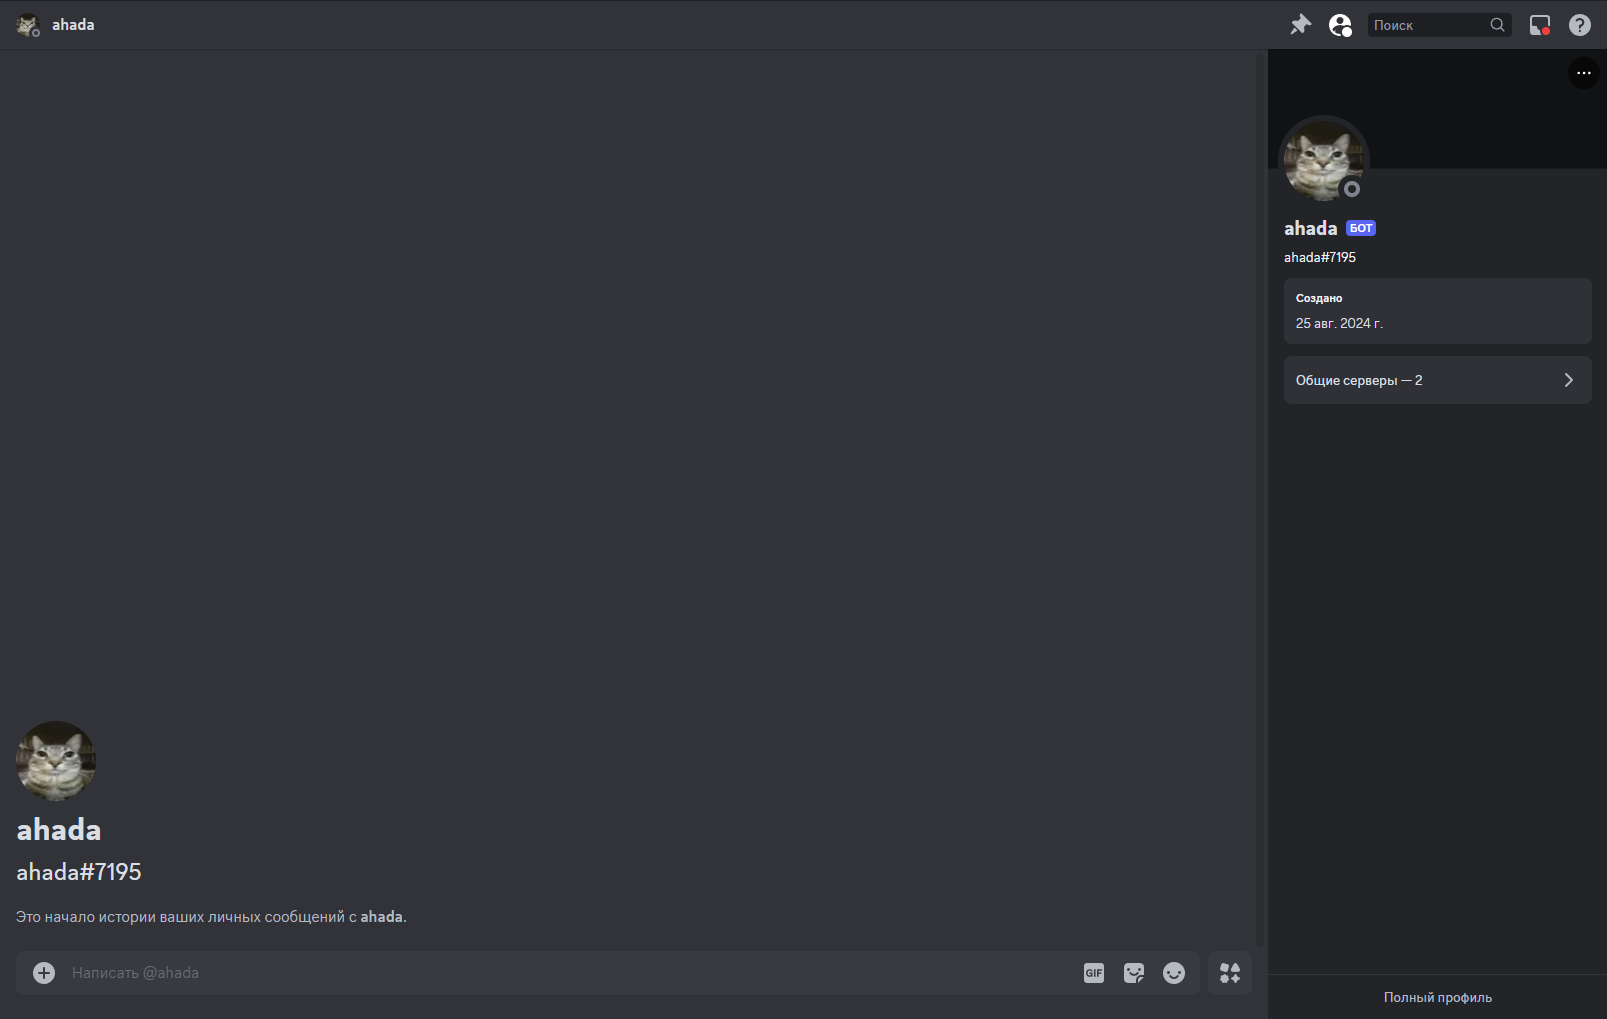 ahada
Поиск
ahada БОТ
ahada#7195
Создано
25 авг. 2024 г.
Общие серверы — 2
ahada
ahada#7195
Это начало истории ваших личных сообщений с ahada.
Написать @ahada
GIF
Полный профиль